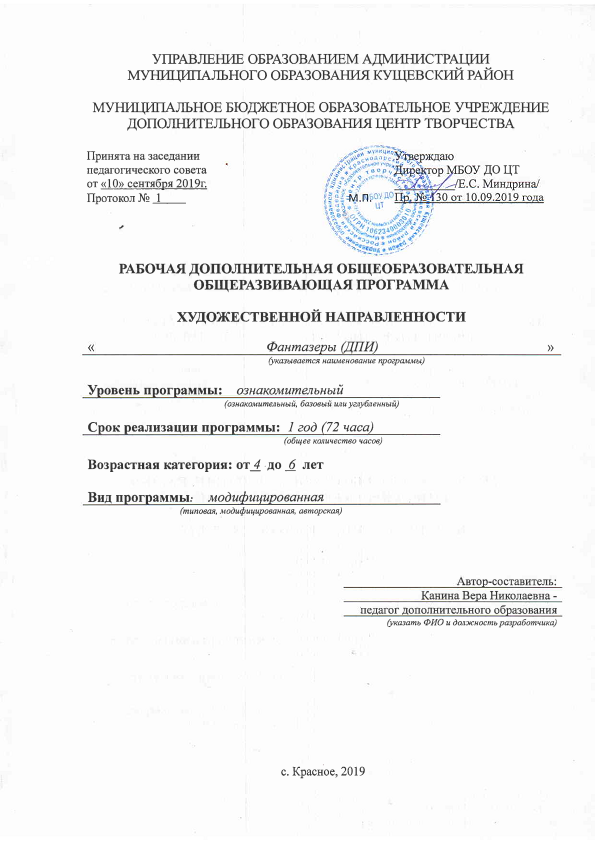 УПРАВЛЕНИЕ ОБРАЗОВАНИЕМ АДМИНИСТРАЦИИ
МУНИЦИПАЛЬНОГО ОБРАЗОВАНИЯ КУЩЕВСКИЙ РАЙОН
МУНИЦИПАЛЬНОЕ БЮДЖЕТНОЕ ОБРАЗОВАТЕЛЬНОЕ УЧРЕЖДЕНИЕ
ДОПОЛНИТЕЛЬНОГО ОБРАЗОВАНИЯ ЦЕНТР ТВОРЧЕСТВА
Принята на заседании
педагогического совета
от «10» сентября 2019г.
Протокол № 1
Утверждаю
Директор МБОУ ДО ЦТ
/Е.С. Миндрина/
М.П. Пр. №130 от 10.09.2019 года
МБОУ ДО
ЦТ
РАБОЧАЯ ДОПОЛНИТЕЛЬНАЯ ОБЩЕОБРАЗОВАТЕЛЬНАЯ
ОБЩЕРАЗВИВАЮЩАЯ ПРОГРАММА
ХУДОЖЕСТВЕННОЙ НАПРАВЛЕННОСТИ
« Фантазеры (ДПИ) »
(указывается наименование программы)
Уровень программы: ознакомительный
(ознакомительный, базовый или углубленный)
Срок реализации программы: 1 год (72 часа)
(общее количество часов)
Возрастная категория: от 4 до 6 лет
Вид программы: модифицированная
(типовая, модифицированная, авторская)
Автор-составитель:
Канина Вера Николаевна -
педагог дополнительного образования
(указать ФИО и должность разработчика)
с. Красное, 2019